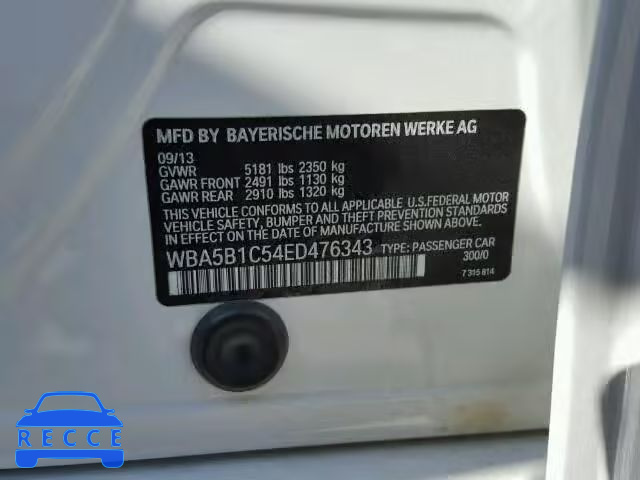 MFD BY BAYERISCHE MOTOREN WERKE AG
09/13
GVWR 5181 lbs 2350 kg
GAWR FRONT 2491 lbs 1130 kg
GAWR REAR 2910 lbs 1320 kg
THIS VEHICLE CONFORMS TO ALL APPLICABLE U.S.FEDERAL MOTOR
VEHICLE SAFETY, BUMPER, AND THEFT PREVENTION STANDARDS
IN EFFECT ON THE DATE OF MANUFACTURE SHOWN ABOVE.
WBA5B1C54ED476343 TYPE: PASSENGER CAR
300/0
7 315 814
RECCE